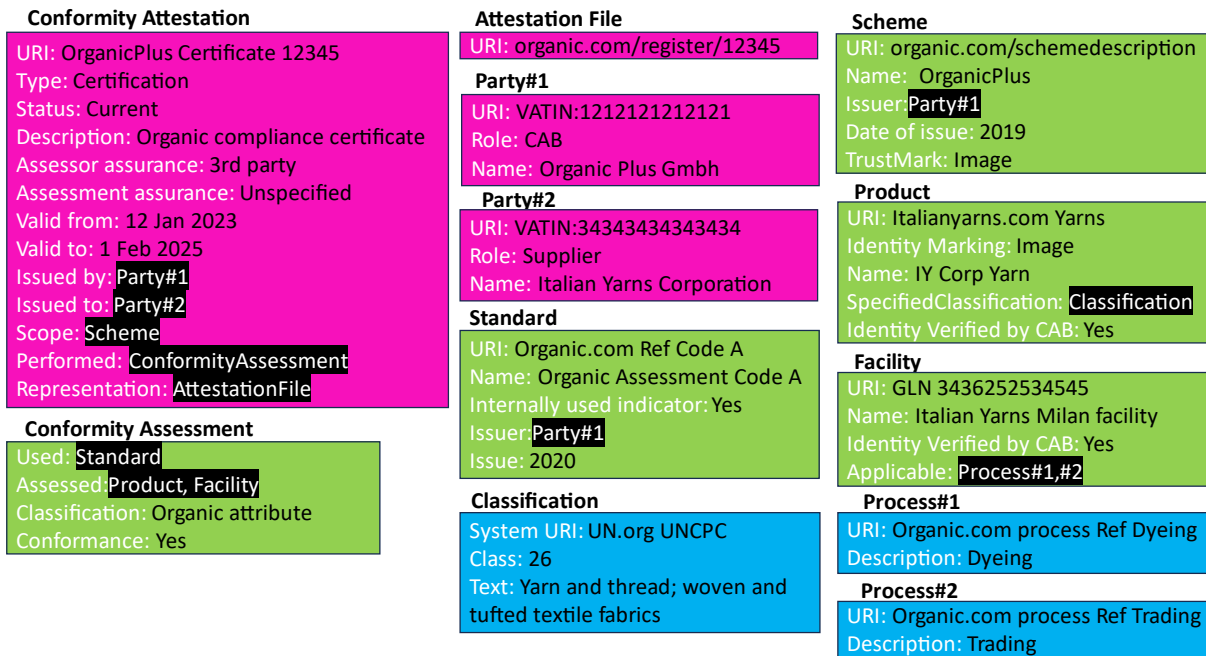 Conformity Attestation
URI: OrganicPlus Certificate 12345
Type: Certification
Status: Current
Description: Organic compliance certificate
Assessor assurance: 3rd party
Assessment assurance: Unspecified
Valid from: 12 Jan 2023
Valid to: 1 Feb 2025
Issued by: Party#1
Issued to: Party#2
Scope: Scheme
Performed: ConformityAssessment
Representation: AttestationFile
Conformity Assessment
Used: Standard
Assessed:Product, Facility
Classification: Organic attribute
Conformance: Yes
Attestation File
URI: organic.com/register/12345
Party#1
URI: VATIN:1212121212121
Role: CAB
Name: Organic Plus Gmbh
Party#2
URI: VATIN:34343434343434
Role: Supplier
Name: Italian Yarns Corporation
Standard
URI: Organic.com Ref Code A
Name: Organic Assessment Code A
Internally used indicator: Yes
Issuer:Party#1
Issue: 2020
Classification
System URI: UN.org UNCPC
Class: 26
Text: Yarn and thread; woven and
tufted textile fabrics
Scheme
URI: organic.com/schemedescription
Name: OrganicPlus
Issuer:Party#1
Date of issue: 2019
TrustMark: Image
Product
URI: Italianyarns.com Yarns
Identity Marking: Image
Name: IY Corp Yarn
SpecifiedClassification: Classification
Identity Verified by CAB: Yes
Facility
URI: GLN 3436252534545
Name: Italian Yarns Milan facility
Identity Verified by CAB: Yes
Applicable: Process#1,#2
Process#1
URI: Organic.com process Ref Dyeing
Description: Dyeing
Process#2
URI: Organic.com process Ref Trading
Description: Trading